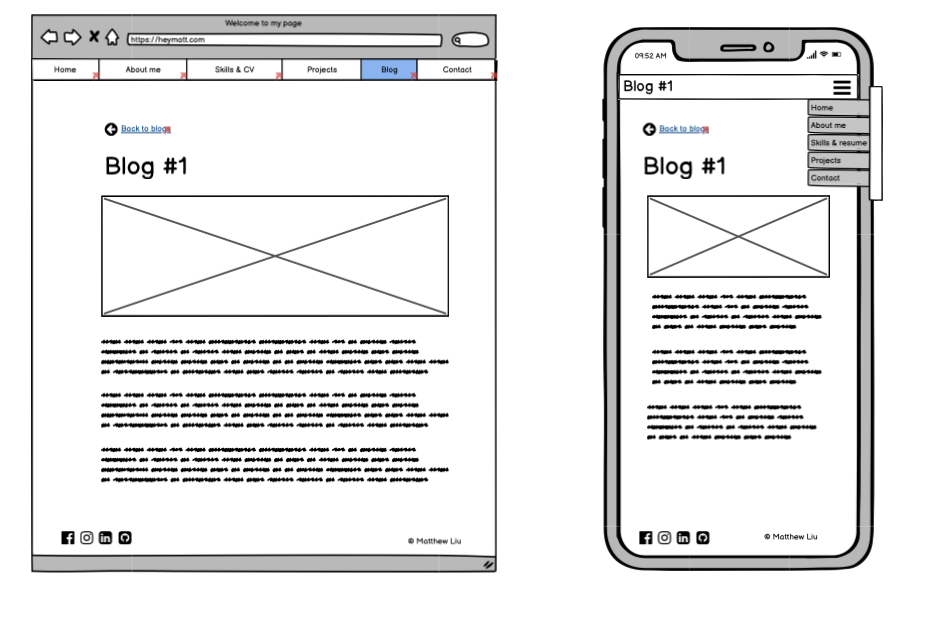 Welcome to my page
https://heymatt.com
Home About me Skills & CV Projects Blog Contact
Back to blogs
Blog #1
© Matthew Liu
09:52 AM
Blog #1
Home
About me
Skills & resume
Projects
Contact
Back to blogs
Blog #1
© Matthew Liu